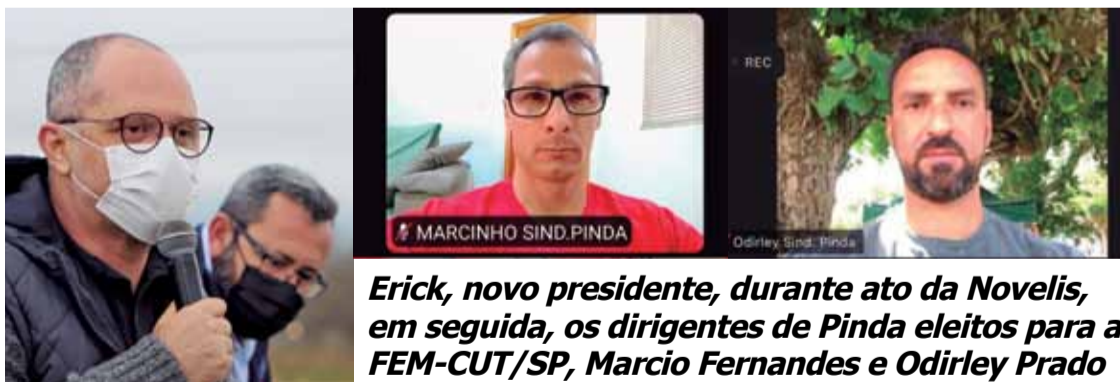 REC
MARCINHO SIND.PINDA
Odirley Sind. Pinda
Erick, novo presidente, durante ato da Novelis,
em seguida, os dirigentes de Pinda eleitos para a
FEM-CUT/SP, Marcio Fernandes e Odirley Prado